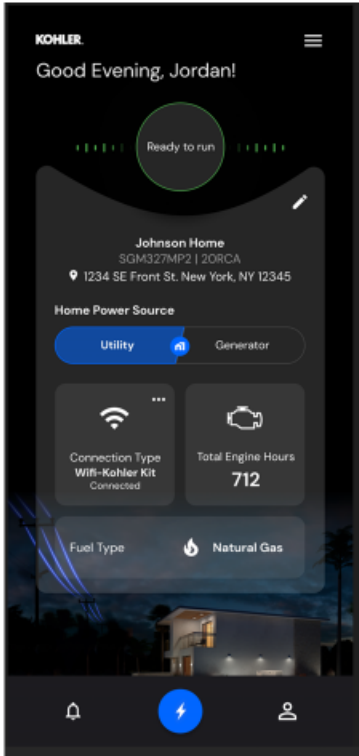 KOHLER.
Good Evening, Jordan!
Ready to run
Johnson Home
SGM327MP2 | 20RCA
1234 SE Front St. New York, NY 12345
Home Power Source
Utility
Generator
Connection Type
Wifi-Kohler Kit
Connected
Total Engine Hours
712
Fuel Type
Natural Gas